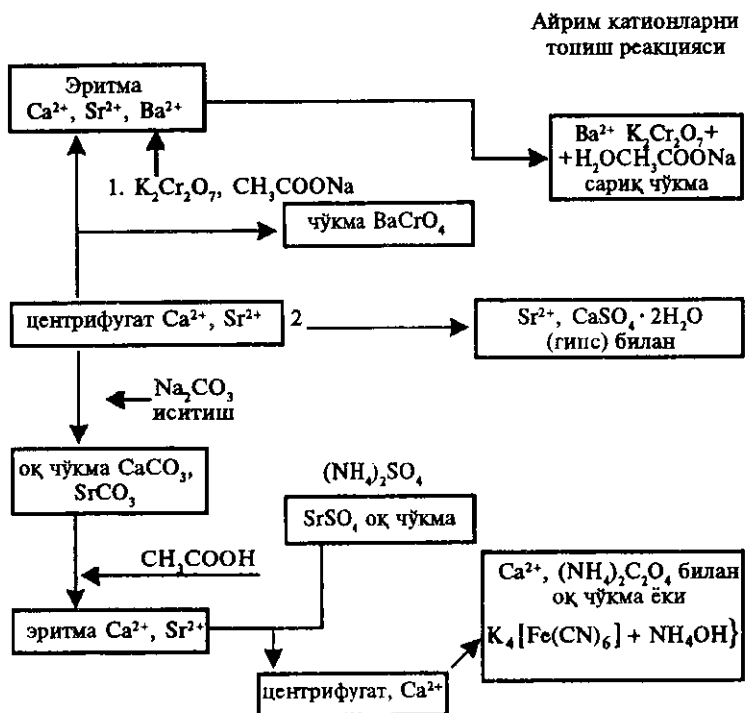 Айрим катионларни
топиш реакцияси
Эритма
Ca²⁺, Sr²⁺, Ba²⁺
Ba²⁺ K₂Cr₂O₇+
+H₂OCH₃COONa
сариқ чўкма
1. K₂Cr₂O₇, CH₃COONa
чўкма BaCrO₄
центрифугат Ca²⁺, Sr²⁺ 2
Sr²⁺, CaSO₄ · 2H₂O
(гипс) билан
Na₂CO₃
иситиш
оқ чўкма CaCO₃,
SrCO₃
(NH₄)₂SO₄
SrSO₄ оқ чўкма
CH₃COOH
эритма Ca²⁺, Sr²⁺
Ca²⁺, (NH₄)₂C₂O₄ билан
оқ чўкма ёки
K₄[Fe(CN)₆] + NH₄OH}
центрифугат, Ca²⁺